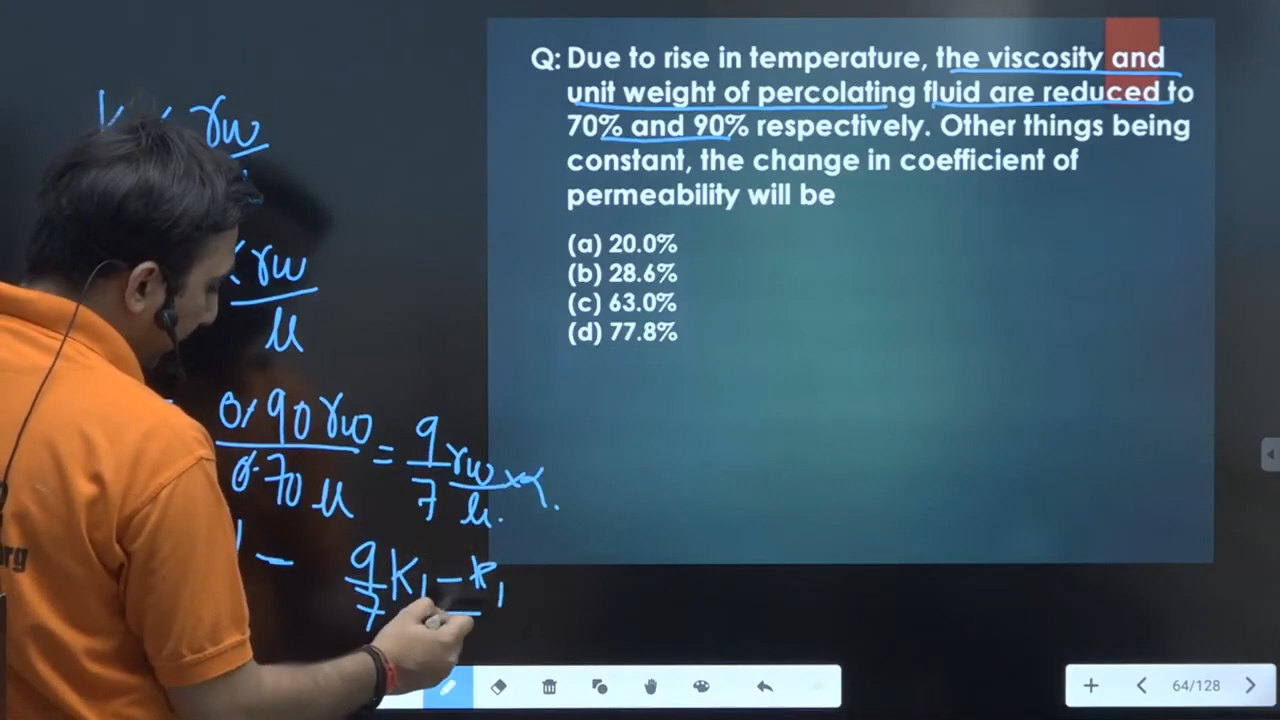 Q: Due to rise in temperature, the viscosity and
unit weight of percolating fluid are reduced to
70% and 90% respectively. Other things being
constant, the change in coefficient of
permeability will be
(a) 20.0%
(b) 28.6%
(c) 63.0%
(d) 77.8%
k γw
γw
μ
0.90 γw = 9 γw
0.70 μ 7 μ
9 K1 - K1
7
org
64/128